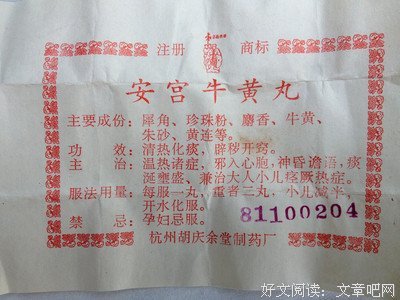 注册 商标
安宫牛黄丸
主要成份：犀角、珍珠粉、麝香、牛黄、
朱砂、黄连等。
功效：清热化痰，辟秽开窍。
主治：温热诸症，邪入心胞，神昏谵语，痰
涎壅盛、兼治大人小儿痉厥热症。
服法用量：每服一丸，重者二丸，小儿减半，
开水化服。
禁忌：孕妇忌服。
81100204
杭州胡庆余堂制药厂
好文阅读：文章吧网